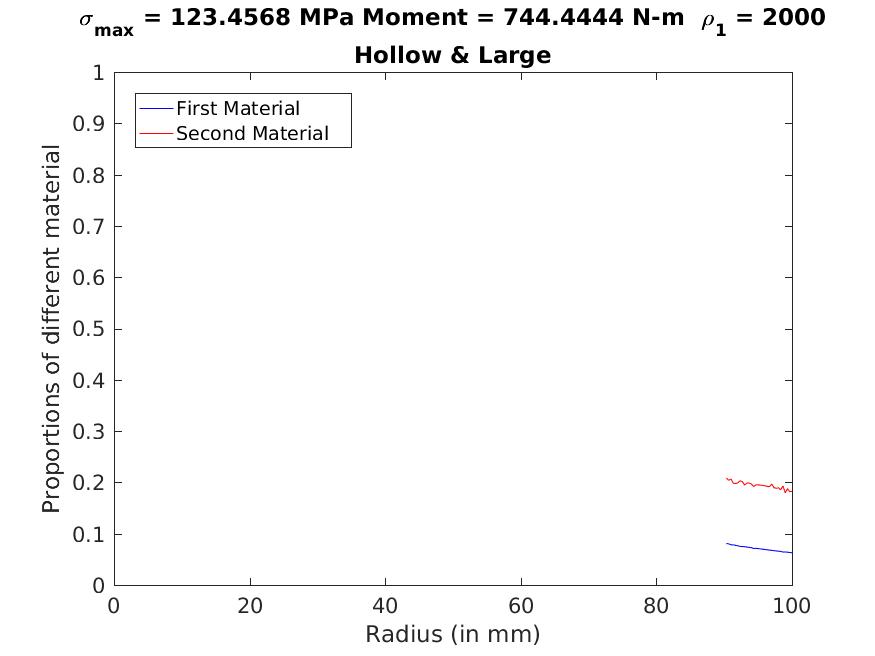 σmax = 123.4568 MPa Moment = 744.4444 N-m ρ1 = 2000
Hollow & Large
1
0.9
0.8
0.7
0.6
0.5
0.4
0.3
0.2
0.1
0
First Material
Second Material
Proportions of different material
0 20 40 60 80 100
Radius (in mm)